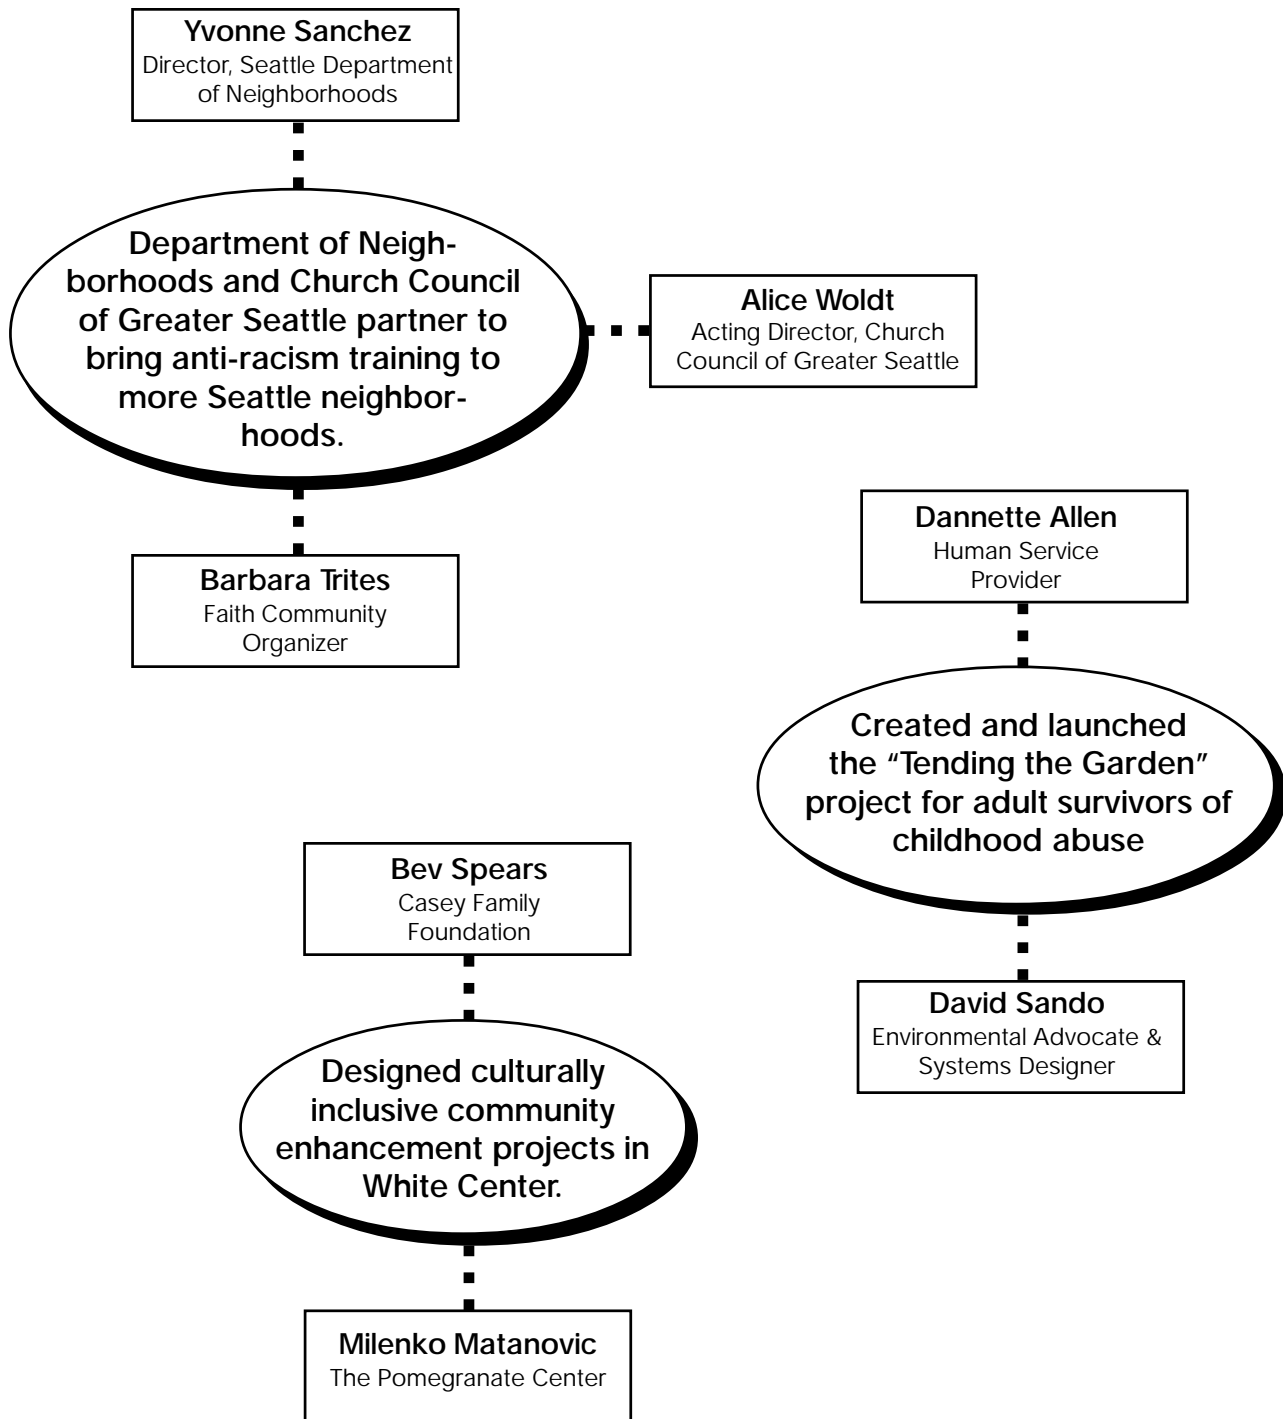 Yvonne Sanchez
Director, Seattle Department
of Neighborhoods
Department of Neigh-
borhoods and Church Council
of Greater Seattle partner to
bring anti-racism training to
more Seattle neighbor-
hoods.
Alice Woldt
Acting Director, Church
Council of Greater Seattle
Barbara Trites
Faith Community
Organizer
Dannette Allen
Human Service
Provider
Created and launched
the “Tending the Garden”
project for adult survivors of
childhood abuse
David Sando
Environmental Advocate &
Systems Designer
Bev Spears
Casey Family
Foundation
Designed culturally
inclusive community
enhancement projects in
White Center.
Milenko Matanovic
The Pomegranate Center